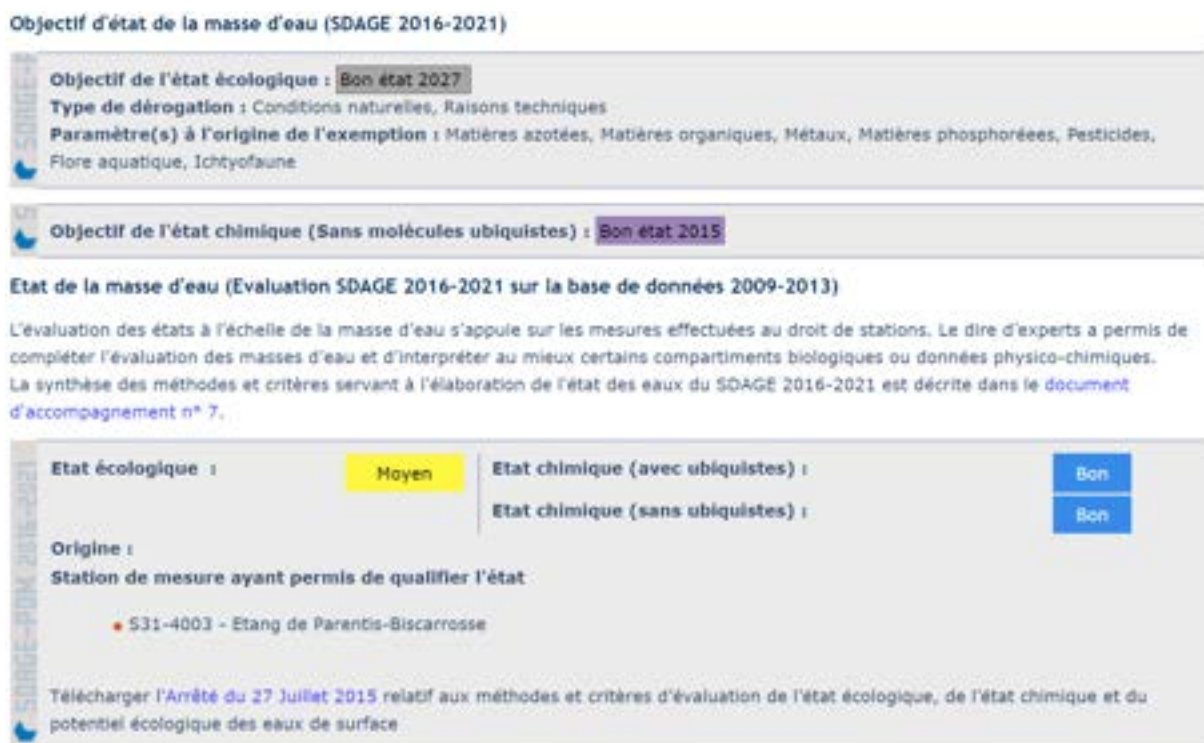 Objectif d'état de la masse d'eau (SDAGE 2016-2021)
Objectif de l'état écologique : Bon état 2027
Type de dérogation : Conditions naturelles, Raisons techniques
Paramètre(s) à l'origine de l'exemption : Matières azotées, Matières organiques, Métaux, Matières phosphorées, Pesticides,
Flore aquatique, Ichtyofaune
Objectif de l'état chimique (Sans molécules ubiquistes) : Bon état 2015
Etat de la masse d'eau (Evaluation SDAGE 2016-2021 sur la base de données 2009-2013)
L'évaluation des états à l'échelle de la masse d'eau s'appuie sur les mesures effectuées au droit de stations. Le dire d'experts a permis de
compléter l'évaluation des masses d'eau et d'interpréter au mieux certains compartiments biologiques ou données physico-chimiques.
La synthèse des méthodes et critères servant à l'élaboration de l'état des eaux du SDAGE 2016-2021 est décrite dans le document
d'accompagnement n° 7.
Etat écologique : Moyen
Etat chimique (avec ubiquistes) : Bon
Etat chimique (sans ubiquistes) : Bon
Origine :
Station de mesure ayant permis de qualifier l'état
S31-4003 - Etang de Parentis-Biscarrosse
Télécharger l'Arrêté du 27 Juillet 2015 relatif aux méthodes et critères d'évaluation de l'état écologique, de l'état chimique et du
potentiel écologique des eaux de surface
SDAGE-PDM 2016-2021